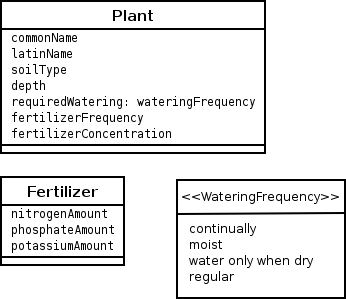 Plant
commonName
latinName
soilType
depth
requiredWatering: wateringFrequency
fertilizerFrequency
fertilizerConcentration
Fertilizer
nitrogenAmount
phosphateAmount
potassiumAmount
<<WateringFrequency>>
continually
moist
water only when dry
regular